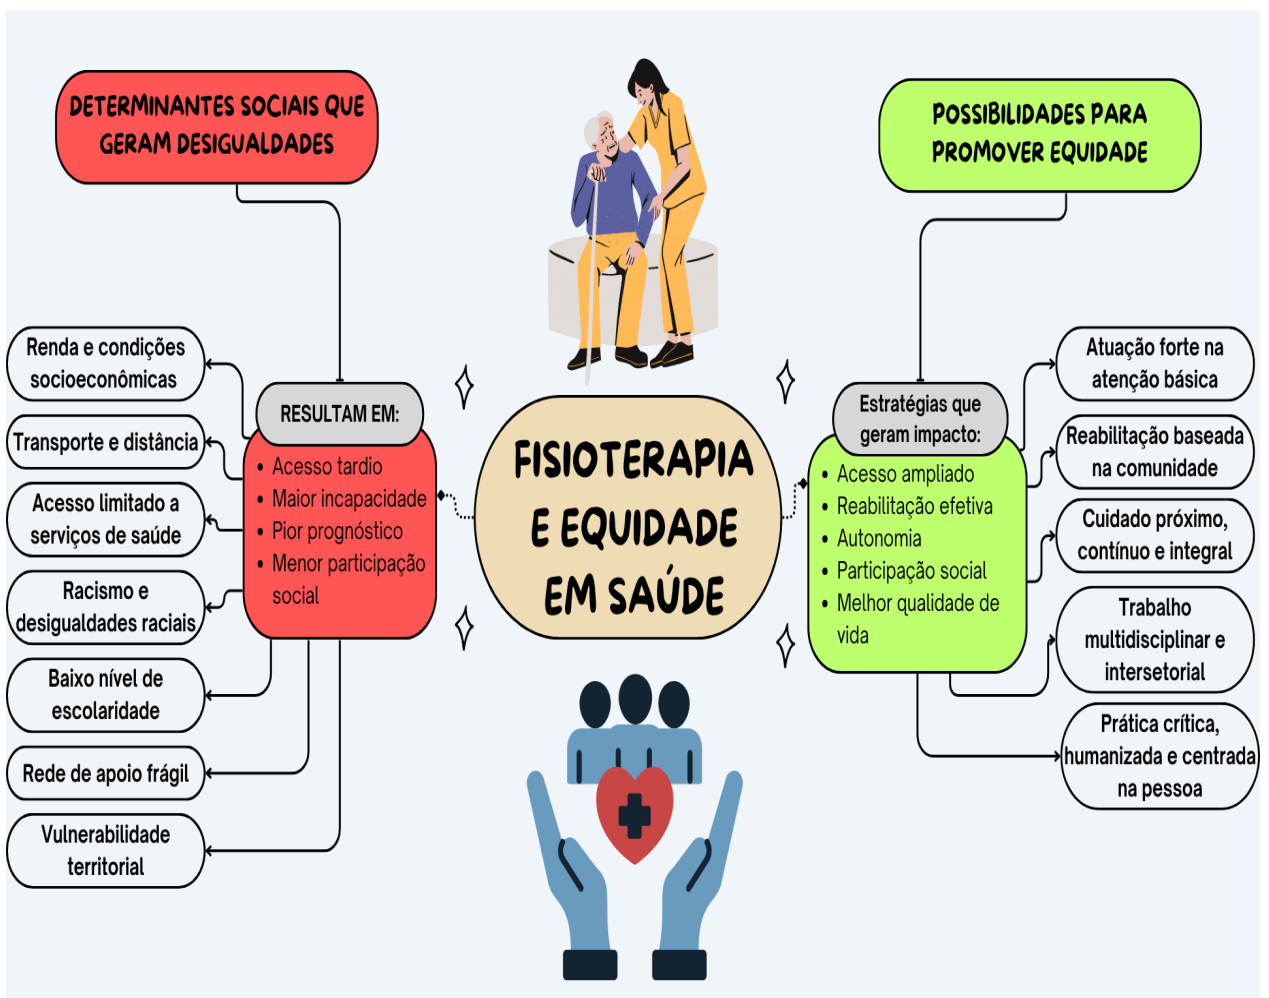 DETERMINANTES SOCIAIS QUE
GERAM DESIGUALDADES
Renda e condições
socioeconômicas
Transporte e distância
Acesso limitado a
serviços de saúde
Racismo e
desigualdades raciais
Baixo nível de
escolaridade
Rede de apoio frágil
Vulnerabilidade
territorial
RESULTAM EM:
• Acesso tardio
• Maior incapacidade
• Pior prognóstico
• Menor participação
social
FISIOTERAPIA
E EQUIDADE
EM SAÚDE
POSSIBILIDADES PARA
PROMOVER EQUIDADE
Estratégias que
geram impacto:
• Acesso ampliado
• Reabilitação efetiva
• Autonomia
• Participação social
• Melhor qualidade de
vida
Atuação forte na
atenção básica
Reabilitação baseada
na comunidade
Cuidado próximo,
contínuo e integral
Trabalho
multidisciplinar e
intersetorial
Prática crítica,
humanizada e centrada
na pessoa